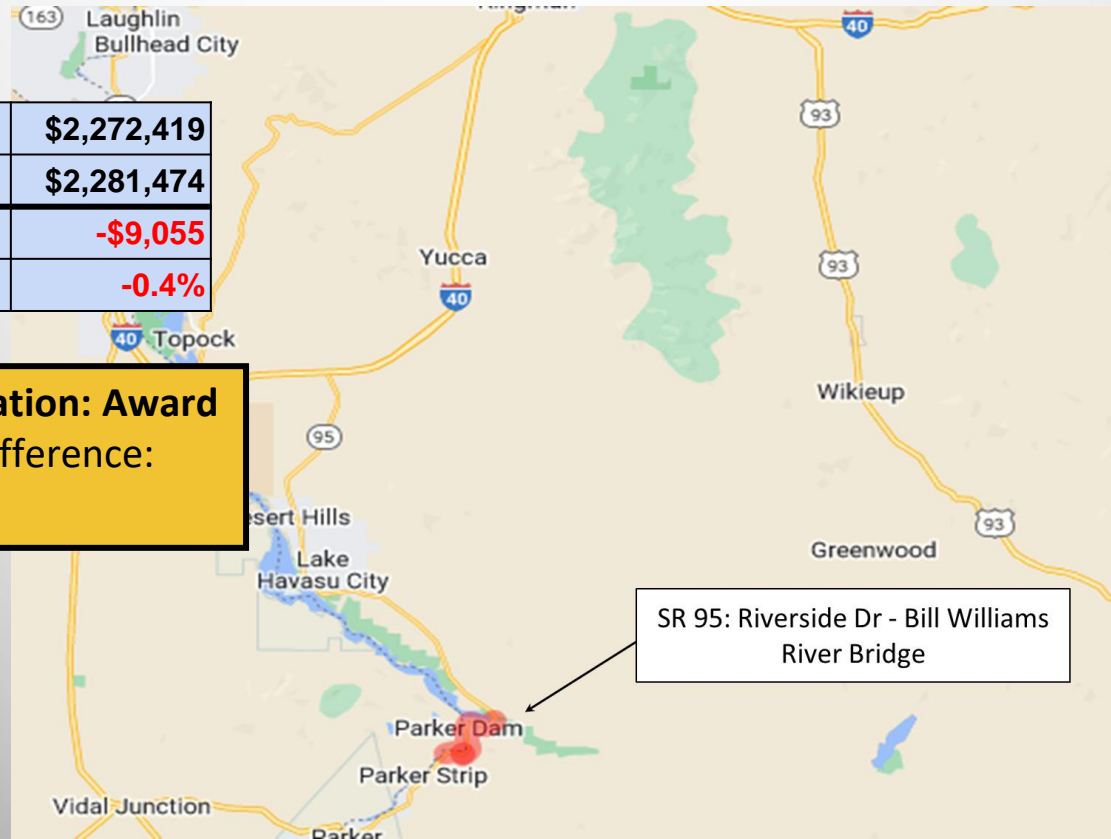 163
Laughlin
Bullhead City
40
$2,272,419
93
$2,281,474
-$9,055
Yucca
93
-0.4%
40
40
Topock
ation: Award
Wikieup
ifference:
95
esert Hills
93
Lake
Havasu City
Greenwood
SR 95: Riverside Dr - Bill Williams
River Bridge
Parker Dam
Parker Strip
Vidal Junction
Parker